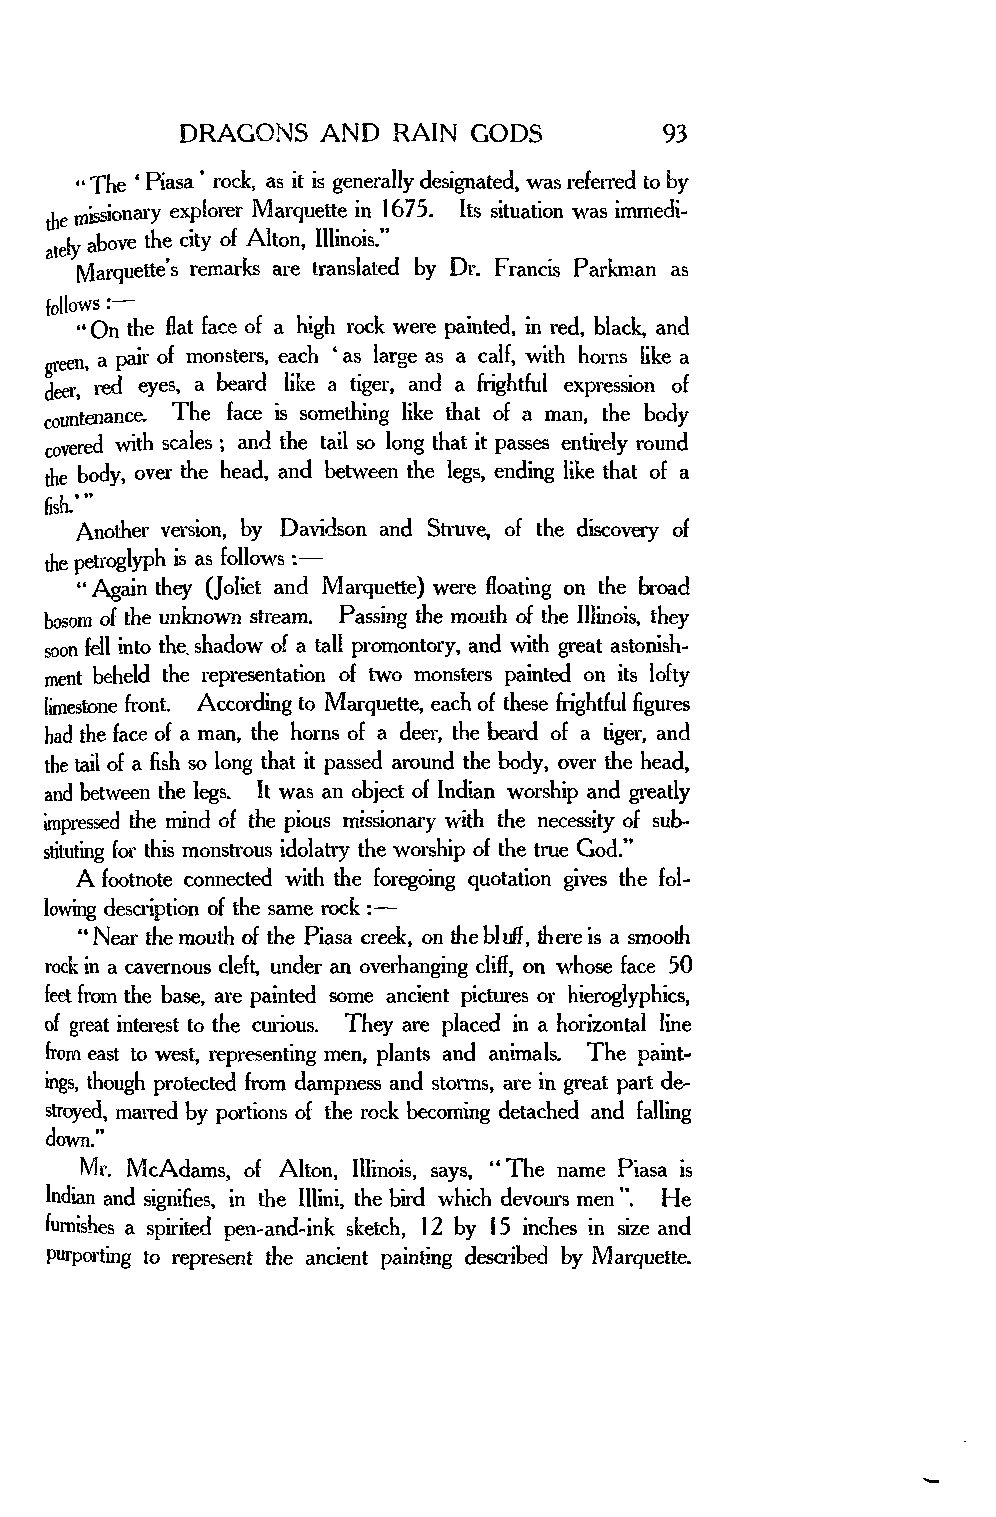 DRAGONS AND RAIN GODS 93
"The 'Piasa' rock, as it is generally designated, was referred to by
the missionary explorer Marquette in 1675. Its situation was immedi-
ately above the city of Alton, Illinois."
Marquette's remarks are translated by Dr. Francis Parkman as
follows :—
"On the flat face of a high rock were painted, in red, black, and
green, a pair of monsters, each 'as large as a calf, with horns like a
deer, red eyes, a beard like a tiger, and a frightful expression of
countenance. The face is something like that of a man, the body
covered with scales ; and the tail so long that it passes entirely round
the body, over the head, and between the legs, ending like that of a
fish.'"
Another version, by Davidson and Struve, of the discovery of
the petroglyph is as follows :—
"Again they (Joliet and Marquette) were floating on the broad
bosom of the unknown stream. Passing the mouth of the Illinois, they
soon fell into the shadow of a tall promontory, and with great astonish-
ment beheld the representation of two monsters painted on its lofty
limestone front. According to Marquette, each of these frightful figures
had the face of a man, the horns of a deer, the beard of a tiger, and
the tail of a fish so long that it passed around the body, over the head,
and between the legs. It was an object of Indian worship and greatly
impressed the mind of the pious missionary with the necessity of sub-
stituting for this monstrous idolatry the worship of the true God."
A footnote connected with the foregoing quotation gives the fol-
lowing description of the same rock :—
"Near the mouth of the Piasa creek, on the bluff, there is a smooth
rock in a cavernous cleft, under an overhanging cliff, on whose face 50
feet from the base, are painted some ancient pictures or hieroglyphics,
of great interest to the curious. They are placed in a horizontal line
from east to west, representing men, plants and animals. The paint-
ings, though protected from dampness and storms, are in great part de-
stroyed, marred by portions of the rock becoming detached and falling
down."
Mr. McAdams, of Alton, Illinois, says, "The name Piasa is
Indian and signifies, in the Illini, the bird which devours men". He
furnishes a spirited pen-and-ink sketch, 12 by 15 inches in size and
purporting to represent the ancient painting described by Marquette.